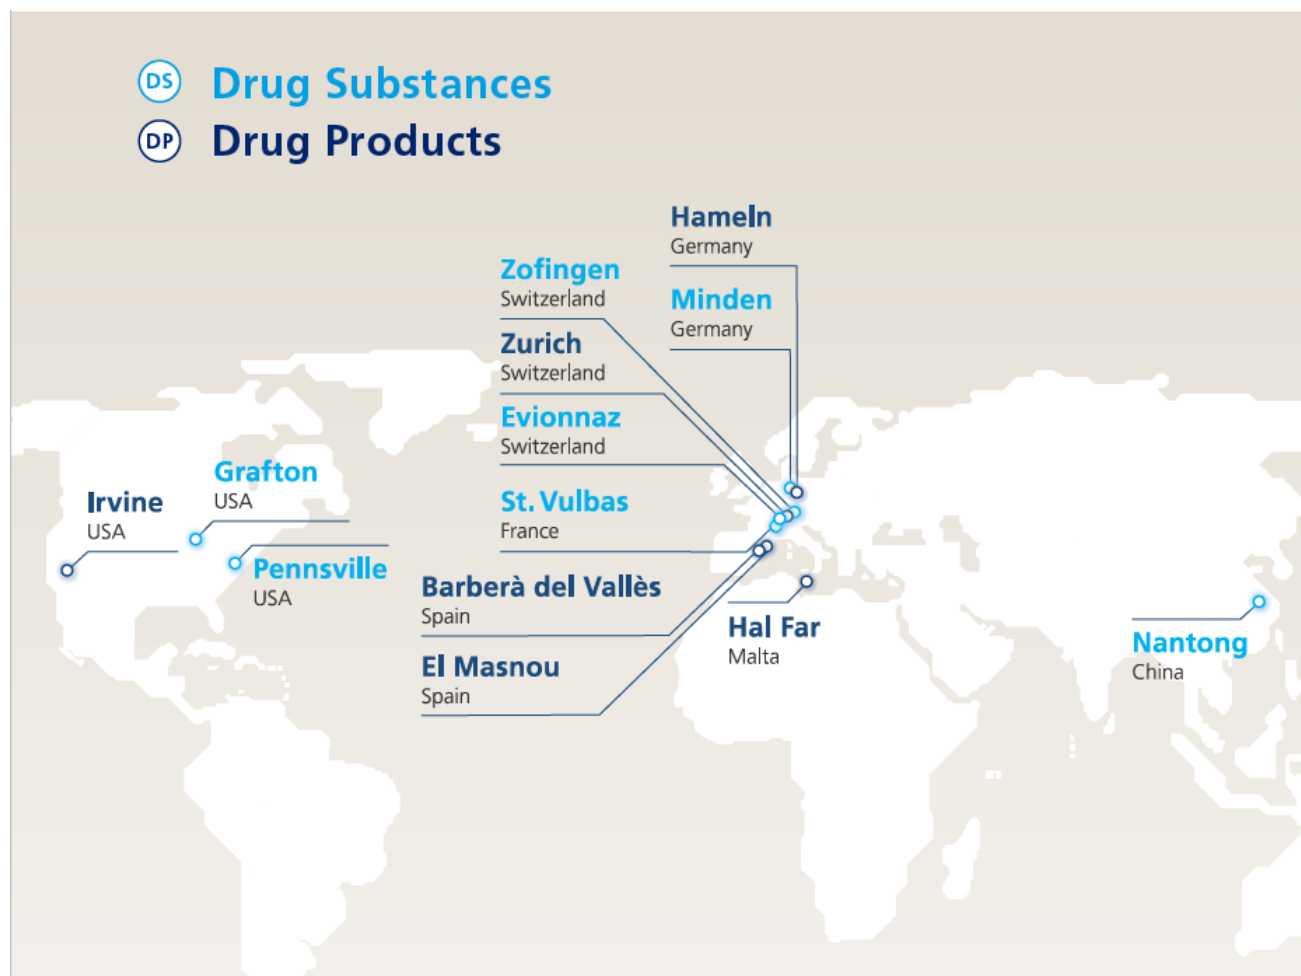 DS Drug Substances
DP Drug Products
Hameln
Germany
Zofingen
Switzerland
Minden
Germany
Zurich
Switzerland
Evionnaz
Switzerland
Grafton
USA
Irvine
USA
St. Vulbas
France
Pennsville
USA
Barberà del Vallès
Spain
Hal Far
Malta
Nantong
China
El Masnou
Spain